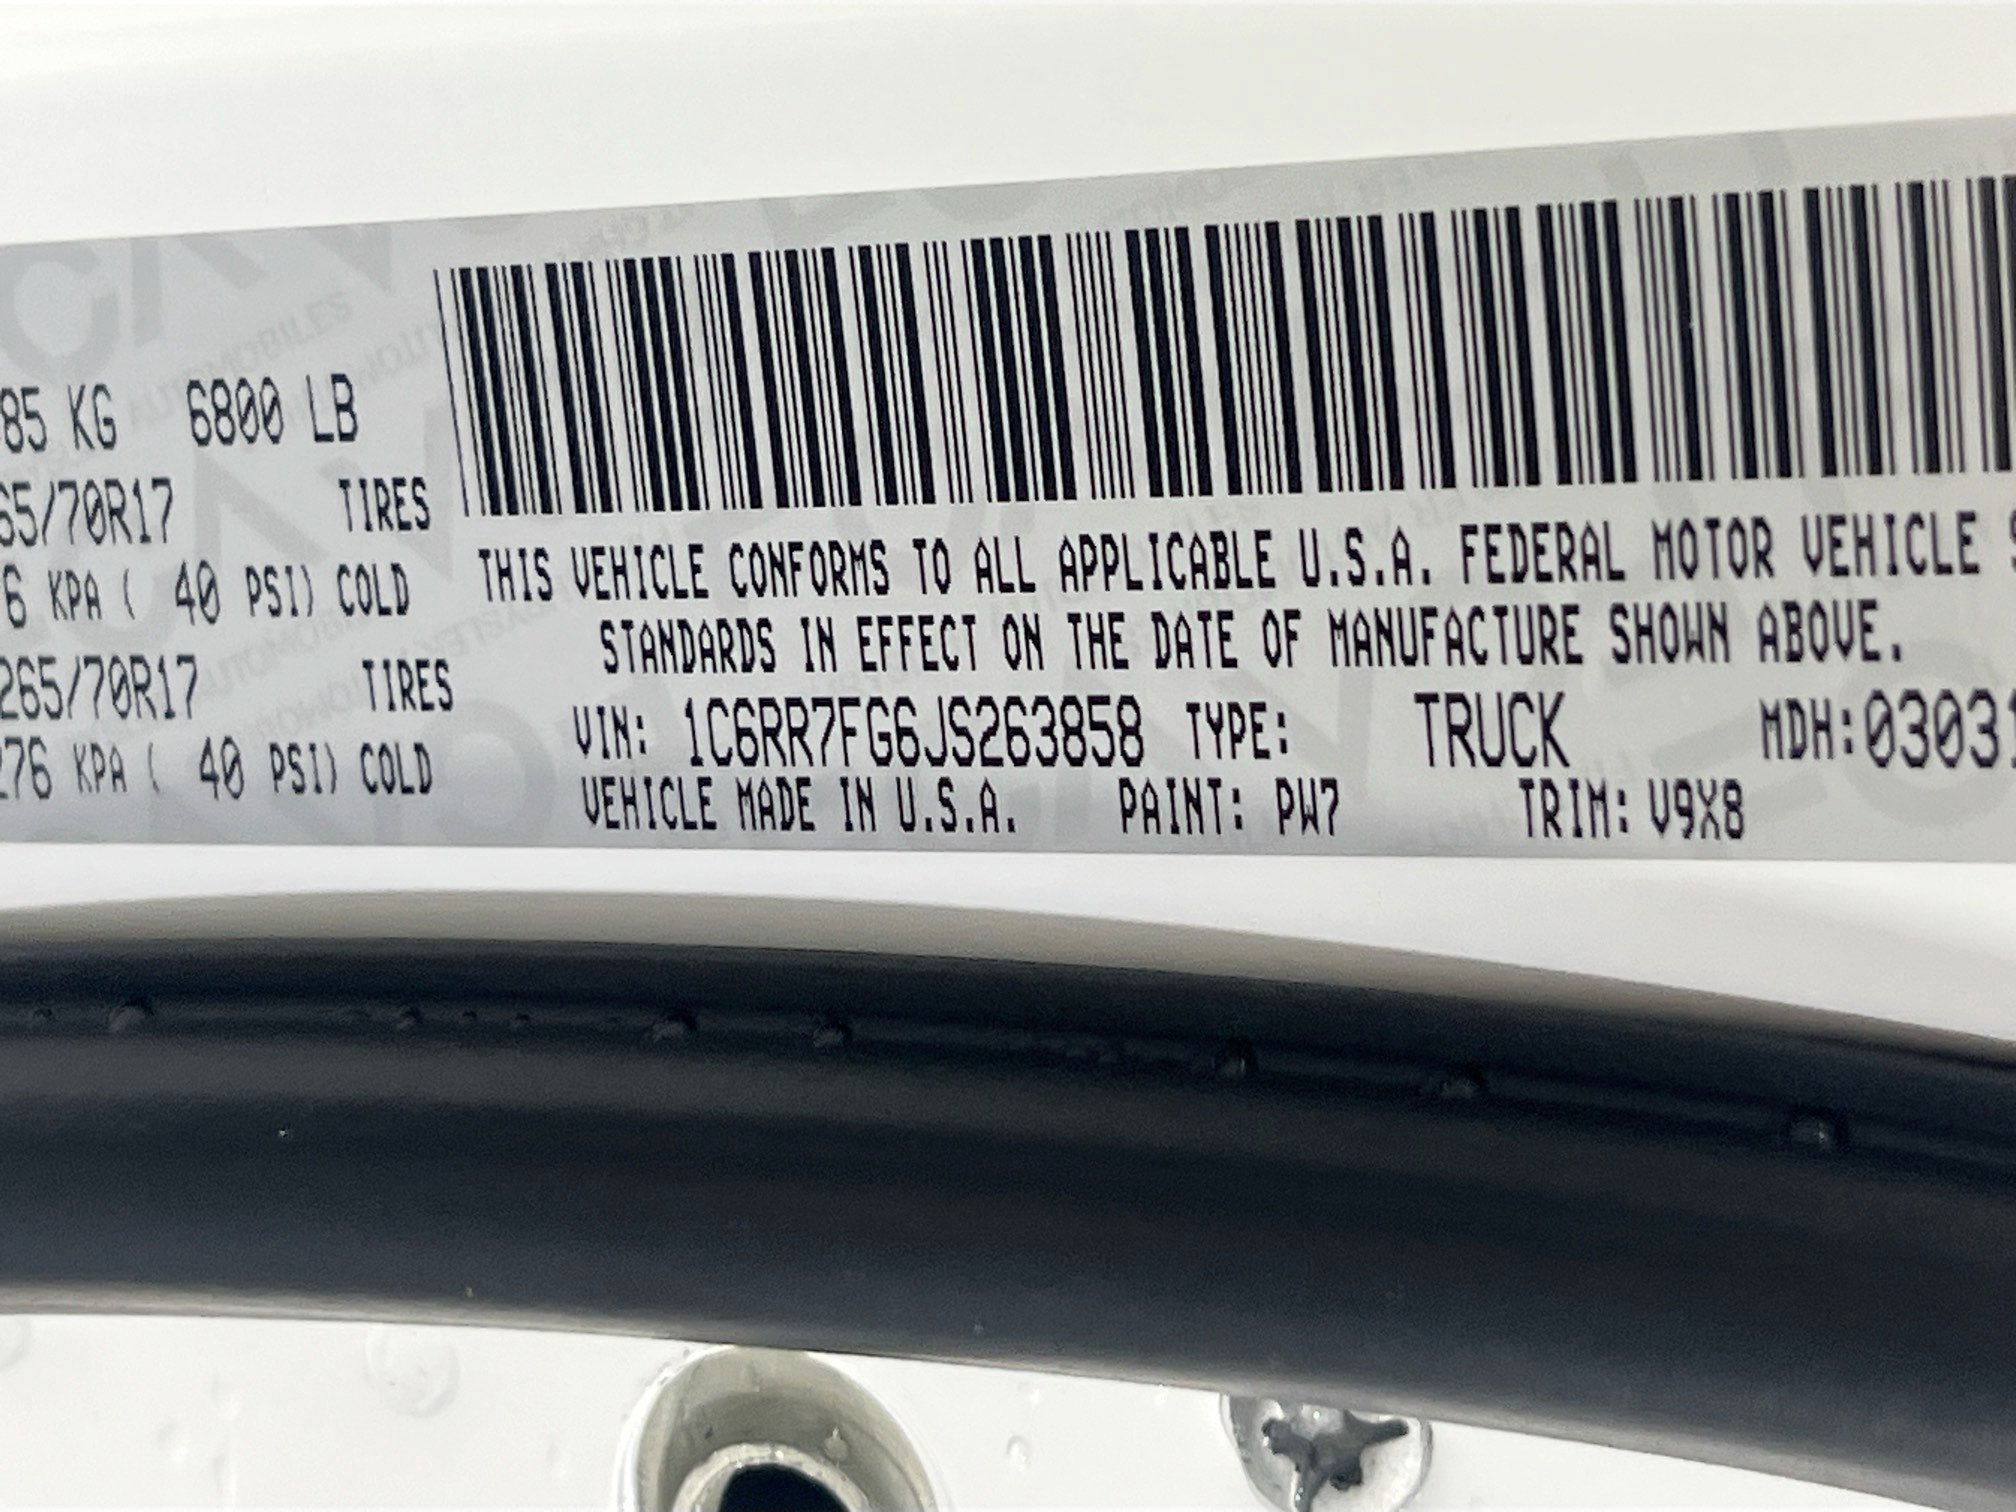 85 KG 6800 LB
65/70R17 TIRES
6 KPA ( 40 PSI) COLD
265/70R17 TIRES
276 KPA ( 40 PSI) COLD
THIS VEHICLE CONFORMS TO ALL APPLICABLE U.S.A. FEDERAL MOTOR VEHICLE S
STANDARDS IN EFFECT ON THE DATE OF MANUFACTURE SHOWN ABOVE.
VIN: 1C6RR7FG6JS263858 TYPE: TRUCK MDH:03031
VEHICLE MADE IN U.S.A. PAINT: PW7 TRIM: V9X8